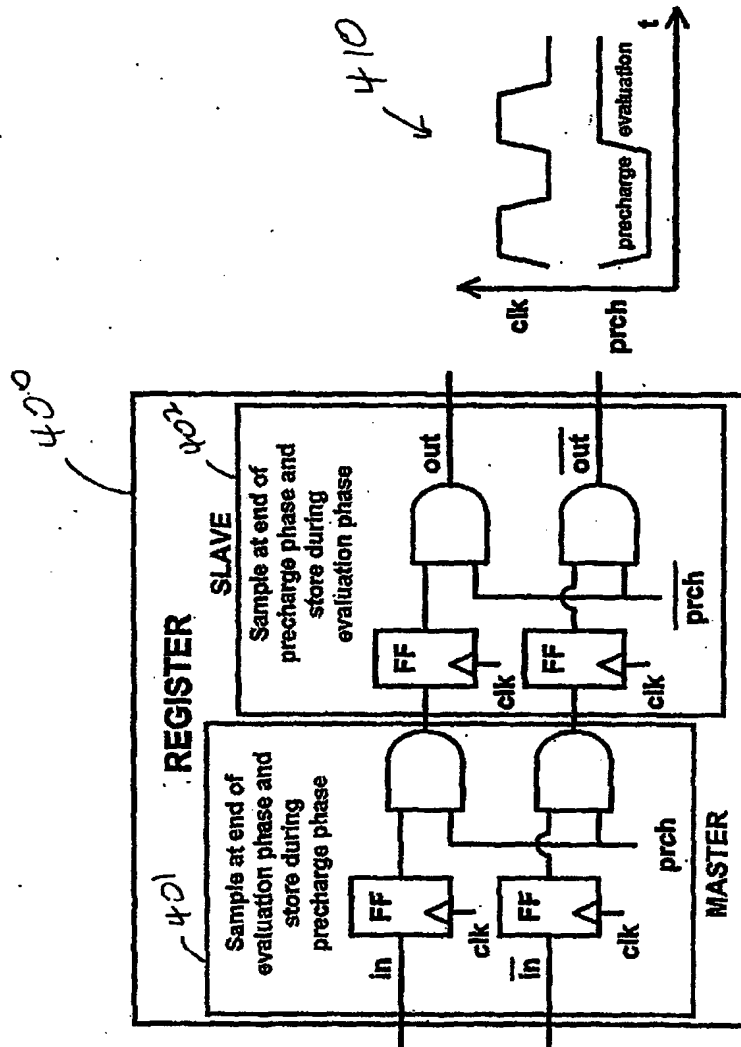 400
REGISTER
401
Sample at end of
evaluation phase and
store during
precharge phase
in
FF
clk
in
FF
clk
prch
MASTER
SLAVE
402
Sample at end of
precharge phase and
store during
evaluation phase
FF
clk
out
FF
clk
out
prch
410
clk
prch
precharge
evaluation
t